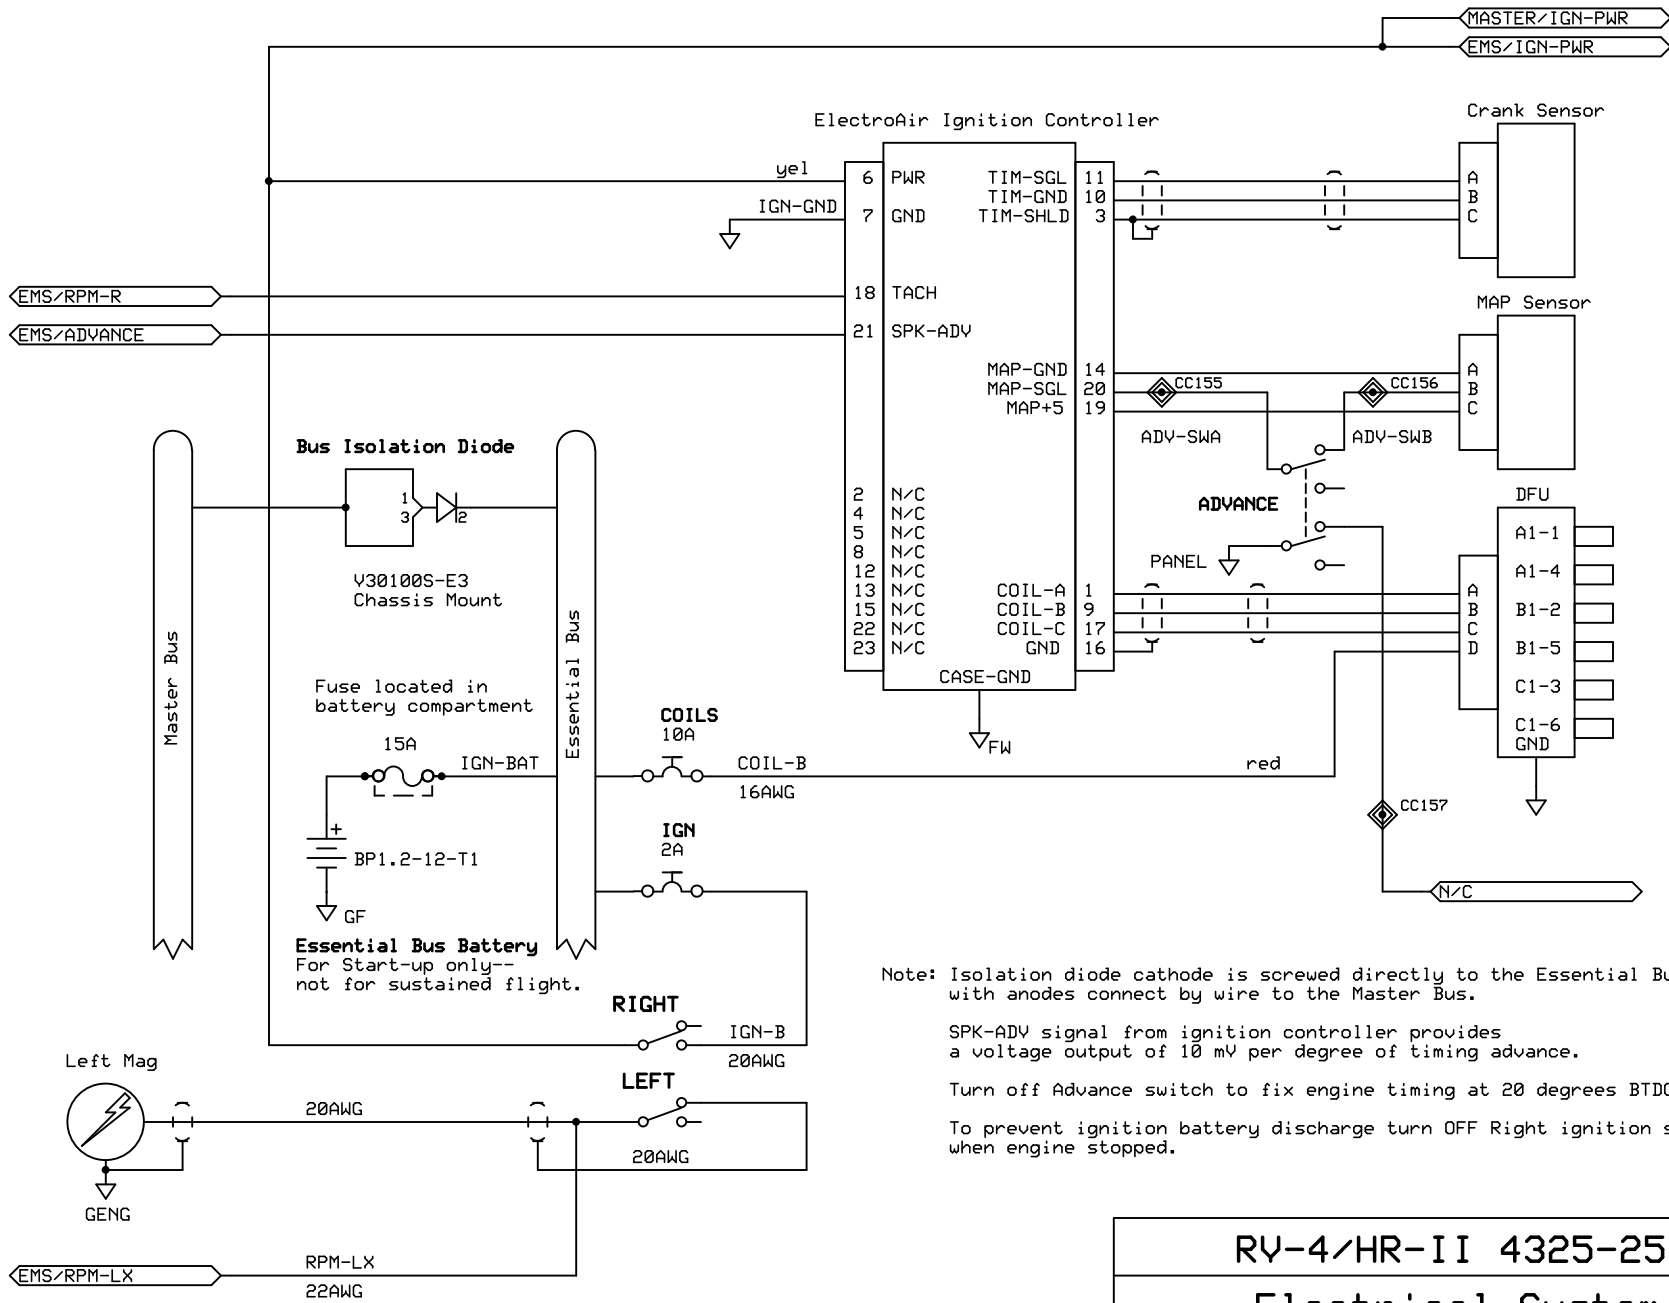 MASTER/IGN-PWR
EMS/IGN-PWR
ElectroAir Ignition Controller
Crank Sensor
yel
6 PWR
TIM-SGL 11
A
TIM-GND 10
B
IGN-GND
7 GND
TIM-SHLD 3
C
EMS/RPM-R
18 TACH
MAP Sensor
EMS/ADVANCE
21 SPK-ADV
MAP-GND 14
A
MAP-SGL 20
CC155
CC156
B
MAP+5 19
C
ADV-SWA
ADV-SWB
Bus Isolation Diode
1
3
2
V30100S-E3
Chassis Mount
2 N/C
4 N/C
5 N/C
8 N/C
12 N/C
13 N/C
15 N/C
22 N/C
23 N/C
ADVANCE
PANEL
DFU
A1-1
A1-4
B1-2
B1-5
C1-3
C1-6
GND
COIL-A 1
A
COIL-B 9
B
COIL-C 17
C
GND 16
D
CASE-GND
FW
Master Bus
Essential Bus
Fuse located in
battery compartment
15A
IGN-BAT
COILS
10A
COIL-B
16AWG
red
CC157
IGN
2A
+
BP1.2-12-T1
GF
N/C
Essential Bus Battery
For Start-up only--
not for sustained flight.
RIGHT
IGN-B
20AWG
Left Mag
LEFT
20AWG
20AWG
GENG
RPM-LX
EMS/RPM-LX
22AWG
Note: Isolation diode cathode is screwed directly to the Essential
with anodes connect by wire to the Master Bus.
SPK-ADV signal from ignition controller provides
a voltage output of 10 mV per degree of timing advance.
Turn off Advance switch to fix engine timing at 20 degrees
To prevent ignition battery discharge turn OFF Right ignition
when engine stopped.
RV-4/HR-II 4325-25
Electrical System